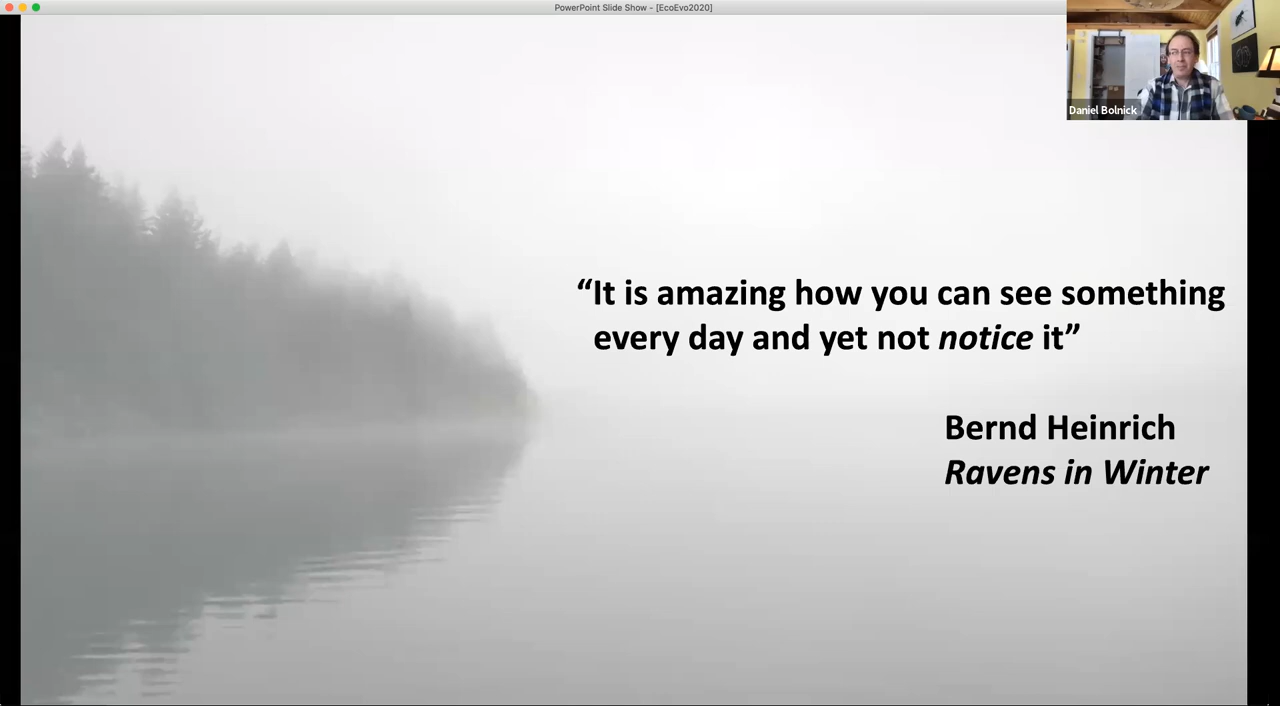 PowerPoint Slide Show - [EcoEvo2020]
Daniel Bolnick
“It is amazing how you can see something
every day and yet not notice it”
Bernd Heinrich
Ravens in Winter